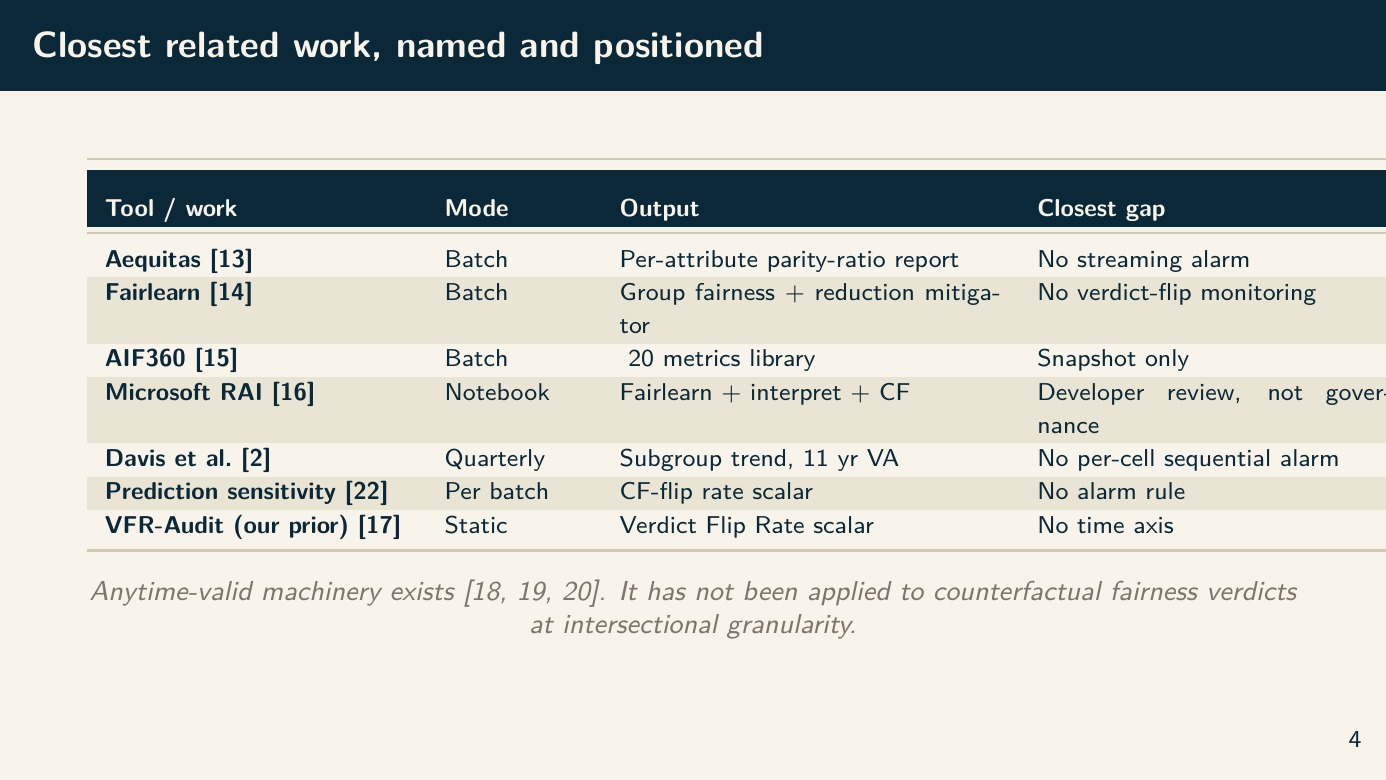 Closest related work, named and positioned
Tool / work Mode Output Closest gap
Aequitas [13] Batch Per-attribute parity-ratio report No streaming alarm
Fairlearn [14] Batch Group fairness + reduction mitiga- No verdict-flip monitoring
tor
AIF360 [15] Batch 20 metrics library Snapshot only
Microsoft RAI [16] Notebook Fairlearn + interpret + CF Developer review, not gover-
nance
Davis et al. [2] Quarterly Subgroup trend, 11 yr VA No per-cell sequential alarm
Prediction sensitivity [22] Per batch CF-flip rate scalar No alarm rule
VFR-Audit (our prior) [17] Static Verdict Flip Rate scalar No time axis
Anytime-valid machinery exists [18, 19, 20]. It has not been applied to counterfactual fairness verdicts
at intersectional granularity.
4